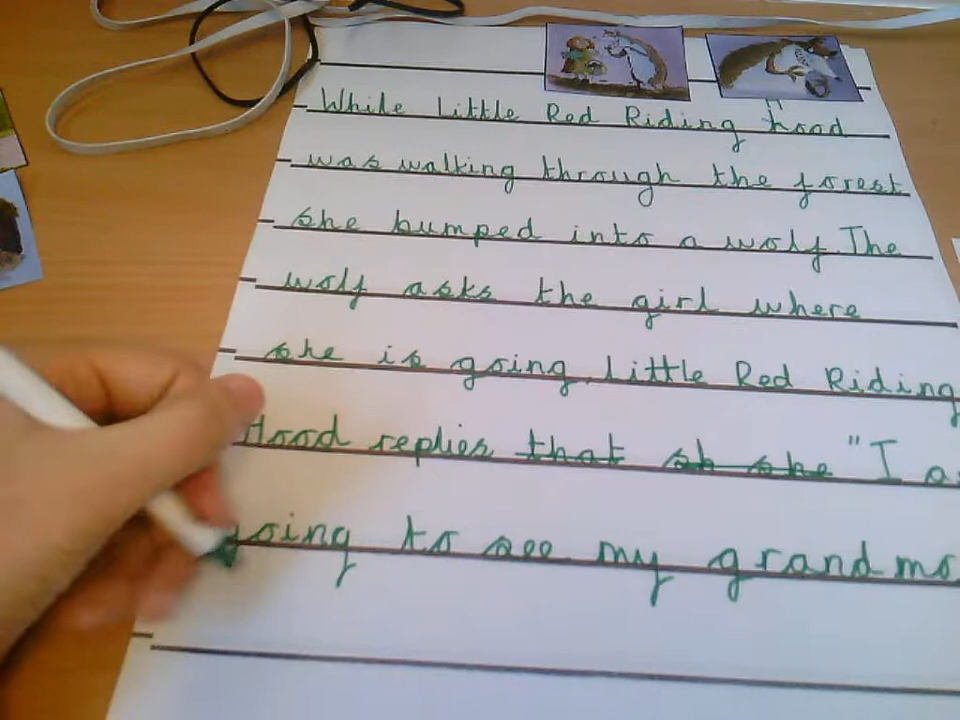 While Little Red Riding hood
was walking through the forest
she bumped into a wolf. The
wolf asks the girl where
she is going. Little Red Riding
Hood replies that sh she "I a
going to see my grandmo